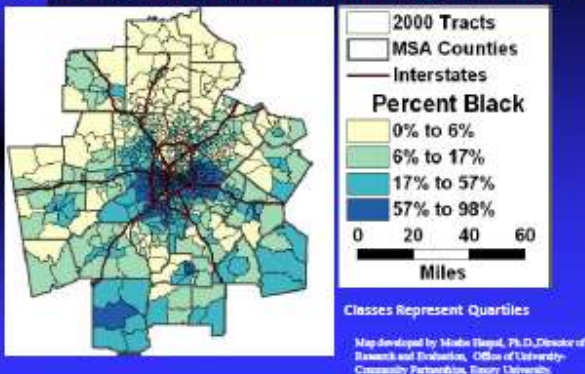 2000 Tracts
MSA Counties
Interstates
Percent Black
0% to 6%
6% to 17%
17% to 57%
57% to 98%
0 20 40 60
Miles
Classes Represent Quartiles
Map developed by Moshe Ph.D., Director of
Research and Evaluation, Office of University-
Community Partnerships, Emory University.